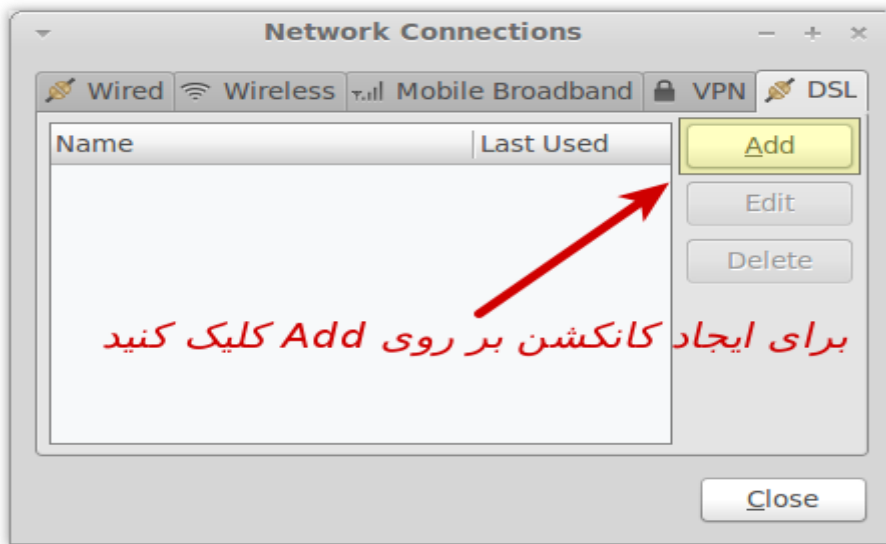 Network Connections
Wired Wireless Mobile Broadband VPN DSL
Name Last Used
Add
Edit
Delete
برای ایجاد کانکشن بر روی Add کلیک کنید
Close